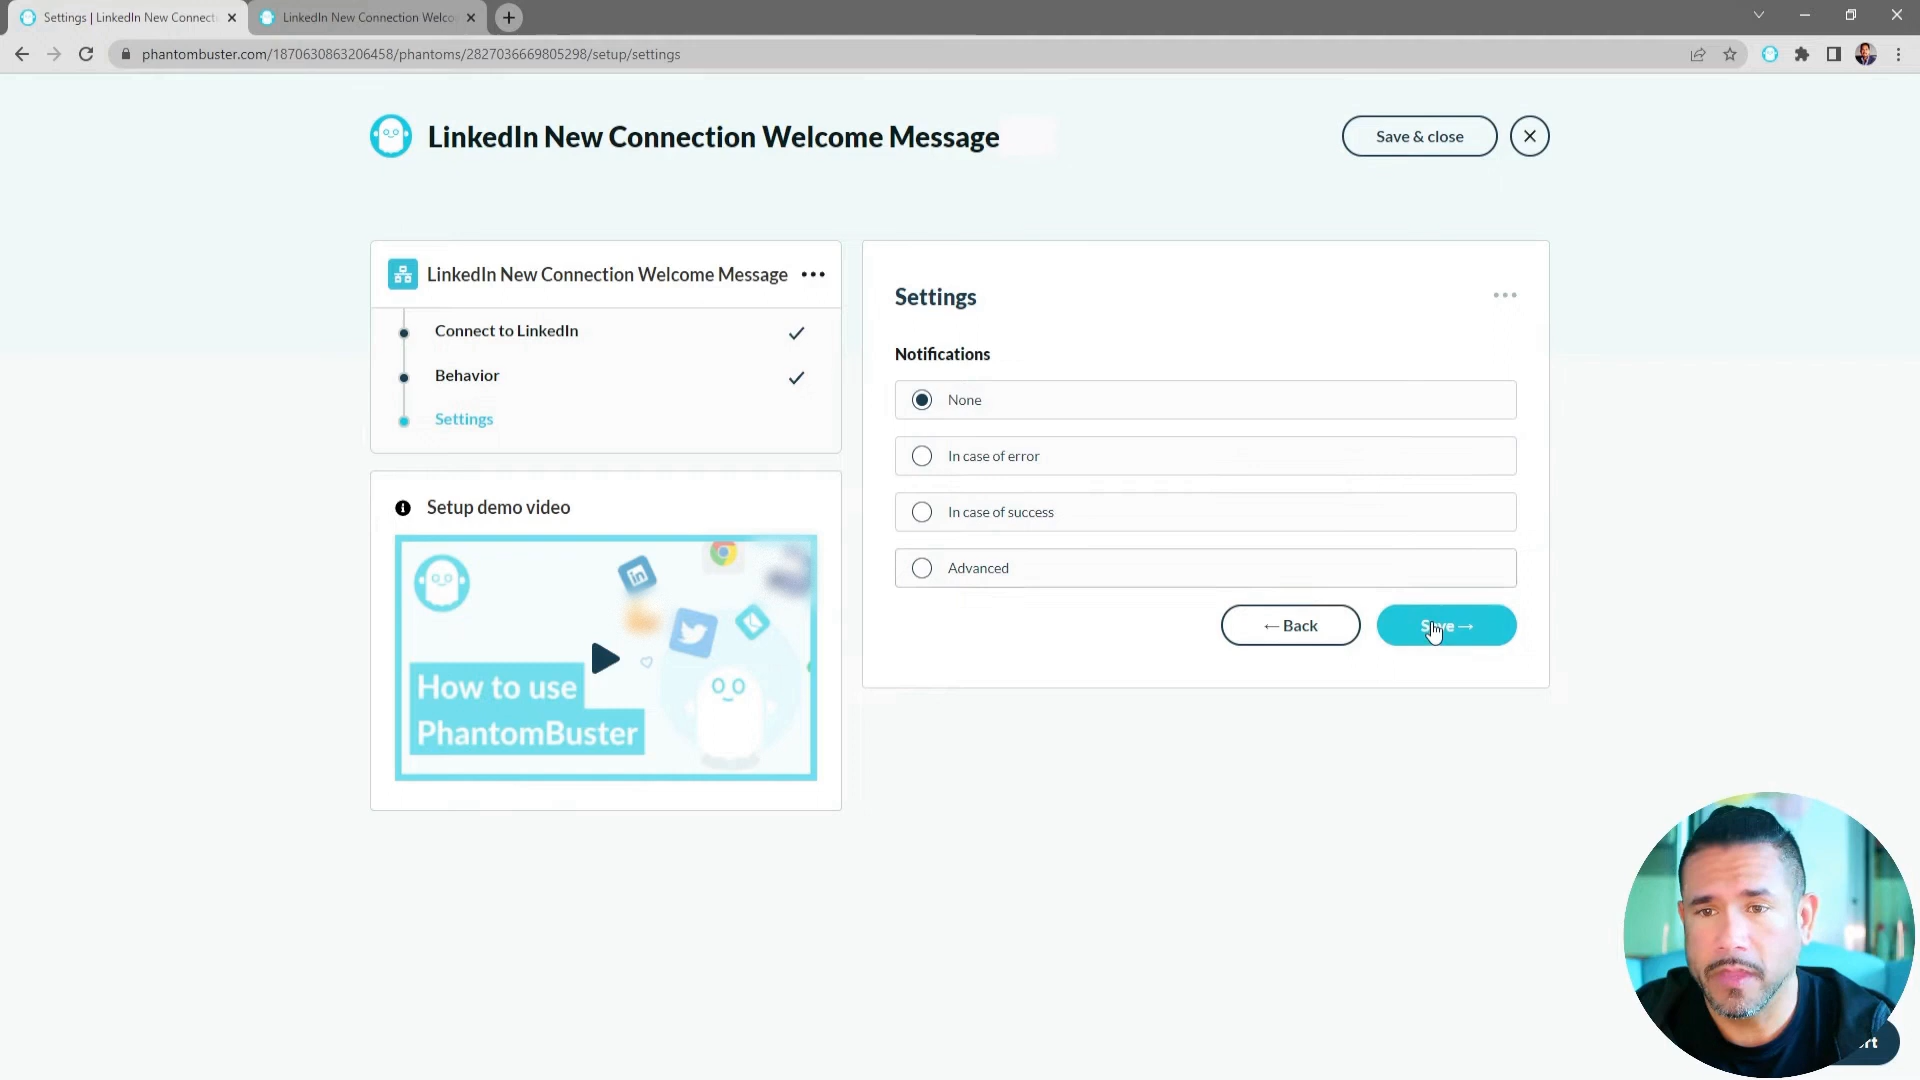 Settings | LinkedIn New Connect
LinkedIn New Connection Welco
phantombuster.com/1870630863206458/phantoms/2827036669805298/setup/settings
LinkedIn New Connection Welcome Message
Save & close
LinkedIn New Connection Welcome Message
Connect to LinkedIn
Behavior
Settings
Setup demo video
How to use
PhantomBuster
Settings
Notifications
None
In case of error
In case of success
Advanced
← Back
Save →